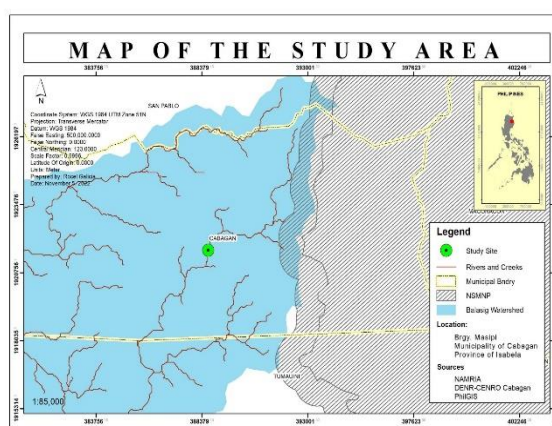 MAP OF THE STUDY AREA
383756 388379 393001 397623 402246
N
SAN PABLO
Coordinate System: WGS 1984 UTM Zone 51N
Projection: Transverse Mercator
Datum: WGS 1984
False Easting: 500,000.0000
False Northing: 0.0000
Central Meridian: 123.0000
Scale Factor: 0.9996
Latitude Of Origin: 0.0000
Units: Meter
Date: November 5, 2022
PHILIPPINES
CABAGAN
TUMAUINI
1:85,000
Legend
Study Site
Rivers and Creeks
Municipal Bndry
NSMNP
Balasig Watershed
Location:
Brgy. Masipi
Municipality of Cabagan
Province of Isabela
Sources
NAMRIA
DENR-CENRO Cabagan
PhilGIS
1920756
1915314
383756 388379 393001 397623 402246